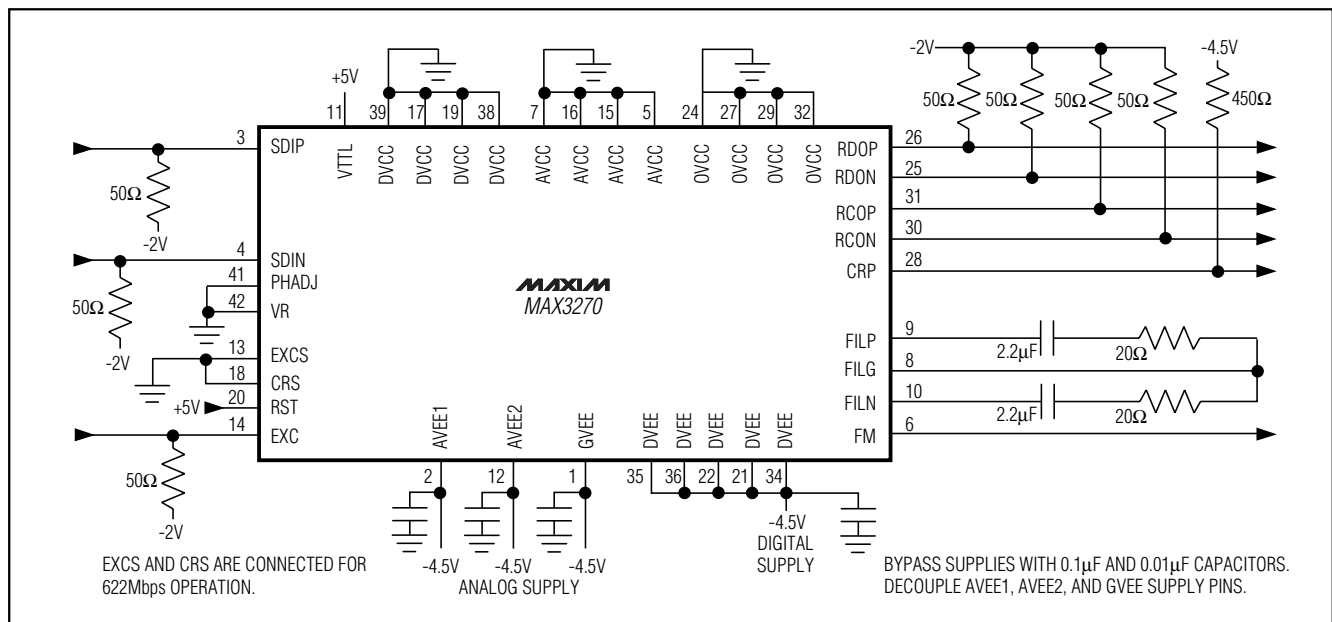 -2V -4.5V
+5V
50Ω 50Ω 50Ω 50Ω 450Ω
11 39 17 19 38 7 16 15 5 24 27 29 32
VTTL DVCC DVCC DVCC DVCC AVCC AVCC AVCC AVCC OVCC OVCC OVCC OVCC
3 SDIP
50Ω
-2V
4 SDIN
50Ω
-2V
41 PHADJ
42 VR
13 EXCS
18 CRS
+5V 20 RST
14 EXC
50Ω
-2V
MAXIM
MAX3270
RDOP 26
RDON 25
RCOP 31
RCON 30
CRP 28
FILP 9
2.2µF 20Ω
FILG 8
FILN 10
2.2µF 20Ω
FM 6
AVEE1 AVEE2 GVEE DVEE DVEE DVEE DVEE DVEE
2 12 1 35 36 22 21 34
-4.5V -4.5V -4.5V
ANALOG SUPPLY
-4.5V
DIGITAL
SUPPLY
EXCS AND CRS ARE CONNECTED FOR
622Mbps OPERATION.
BYPASS SUPPLIES WITH 0.1µF AND 0.01µF CAPACITORS.
DECOUPLE AVEE1, AVEE2, AND GVEE SUPPLY PINS.